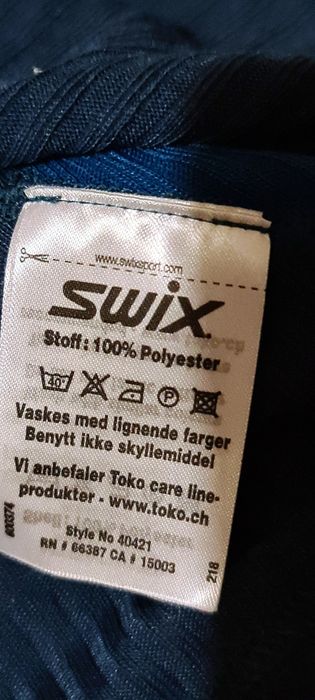 www.swixsport.com
SWIX
Stoff: 100% Polyester
40°
P
Vaskes med lignende farger
Benytt ikke skyllemiddel
Vi anbefaler Toko care line-
produkter - www.toko.ch
Style No 40421
RN # 66387 CA # 15003
218